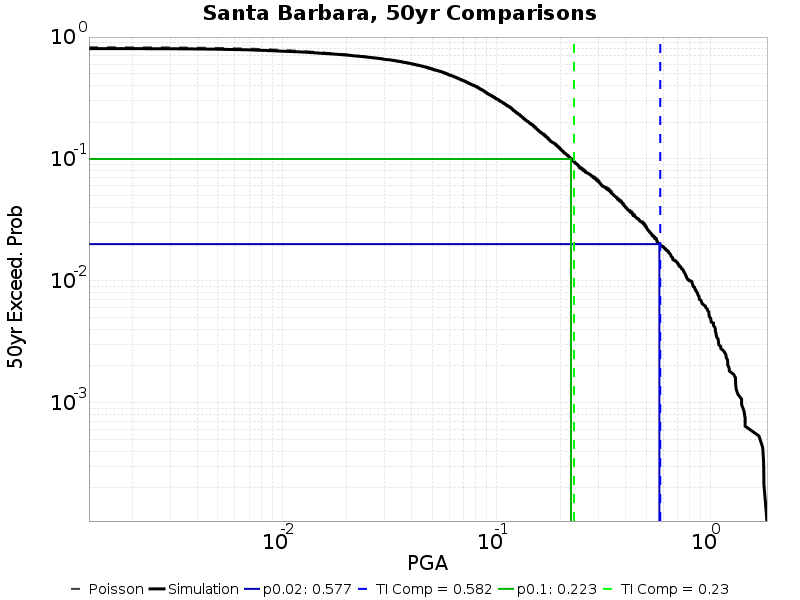 Santa Barbara, 50yr Comparisons
50yr Exceed. Prob
10^0
10^-1
10^-2
10^-3
10^-2 10^-1 10^0
PGA
Poisson Simulation p0.02: 0.577 TI Comp = 0.582 p0.1: 0.223 TI Comp = 0.23